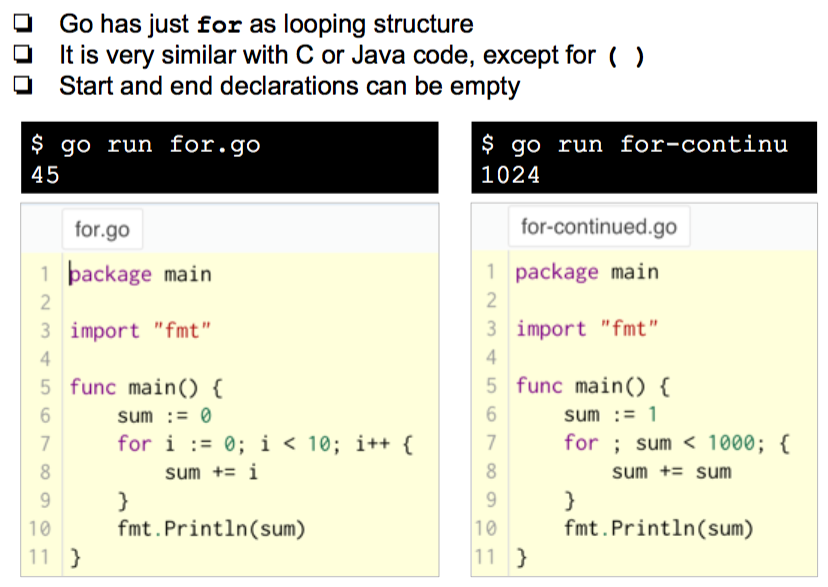 ❏ Go has just for as looping structure
❏ It is very similar with C or Java code, except for ( )
❏ Start and end declarations can be empty
$ go run for.go
45
for.go
1 package main
2
3 import "fmt"
4
5 func main() {
6     sum := 0
7     for i := 0; i < 10; i++ {
8         sum += i
9     }
10     fmt.Println(sum)
11 }
$ go run for-continu
1024
for-continued.go
1 package main
2
3 import "fmt"
4
5 func main() {
6     sum := 1
7     for ; sum < 1000; {
8         sum += sum
9     }
10     fmt.Println(sum)
11 }